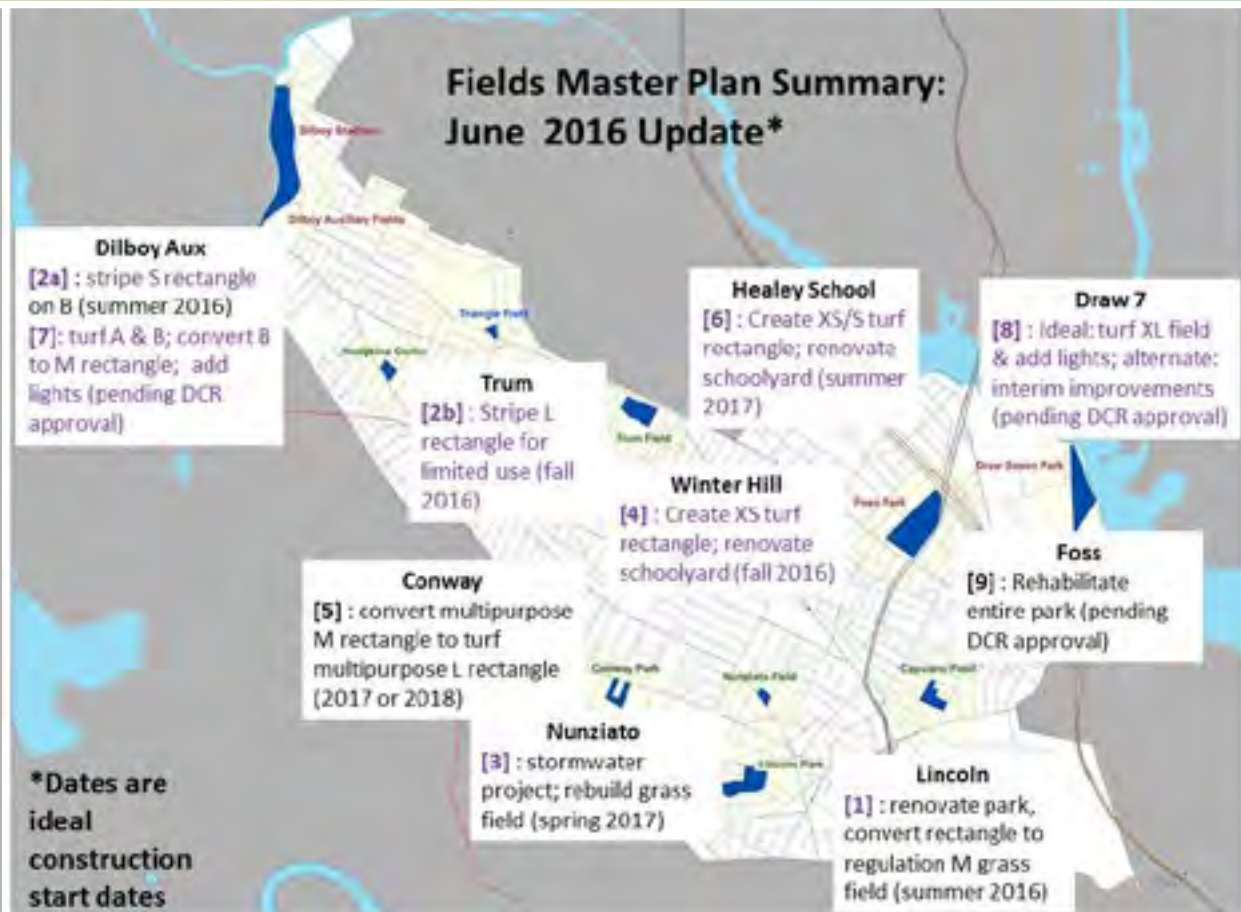 Fields Master Plan Summary:
June 2016 Update*
Dilboy Stadium
Dilboy Auxiliary Fields
Dilboy Aux
[2a] : stripe S rectangle
on B (summer 2016)
[7]: turf A & B; convert B
to M rectangle; add
lights (pending DCR
approval)
Triangle Field
Trum
[2b] : Stripe L
rectangle for
limited use (fall
2016)
Trum Field
Healey School
[6] : Create XS/S turf
rectangle; renovate
schoolyard (summer
2017)
Draw 7
[8] : Ideal: turf XL field
& add lights; alternate:
interim improvements
(pending DCR approval)
Draw Seven Park
Foss Park
Winter Hill
[4] : Create XS turf
rectangle; renovate
schoolyard (fall 2016)
Foss
[9] : Rehabilitate
entire park (pending
DCR approval)
Conway
[5] : convert multipurpose
M rectangle to turf
multipurpose L rectangle
(2017 or 2018)
Conway Park
Nunziato Field
Capuano Field
Nunziato
[3] : stormwater
project; rebuild grass
field (spring 2017)
Lincoln Park
Lincoln
[1] : renovate park,
convert rectangle to
regulation M grass
field (summer 2016)
*Dates are
ideal
construction
start dates